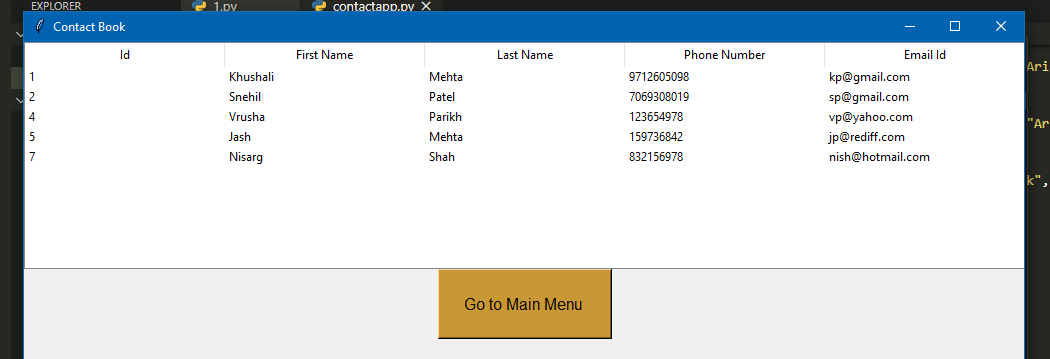 EXPLORER 1.py contactapp.py
Contact Book
Id First Name Last Name Phone Number Email Id
1 Khushali Mehta 9712605098 kp@gmail.com
2 Snehil Patel 7069308019 sp@gmail.com
4 Vrusha Parikh 123654978 vp@yahoo.com
5 Jash Mehta 159736842 jp@rediff.com
7 Nisarg Shah 832156978 nish@hotmail.com
Go to Main Menu